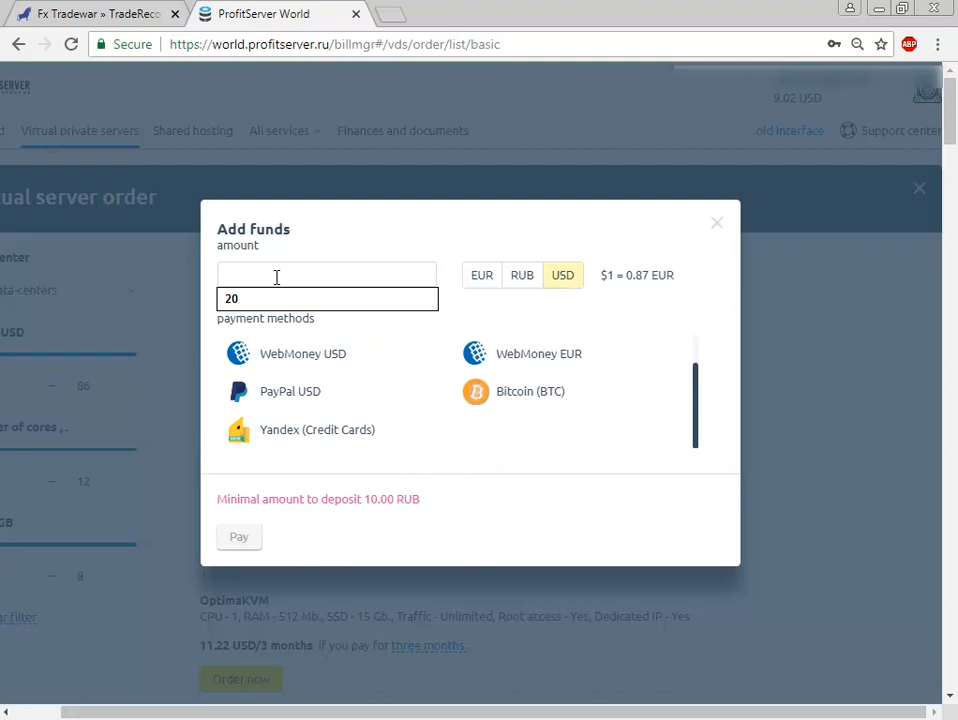 Fx Tradewar » TradeReco
ProfitServer World
Secure
https://world.profitserver.ru/billmgr#/vds/order/list/basic
ABP
SERVER
9.02 USD
d
Virtual private servers
Shared hosting
All services
Finances and documents
old interface
Support center
tual server order
enter
ata-centers
USD
86
er of cores , .
12
GB
8
ar filter
Add funds
amount
EUR
RUB
USD
$1 = 0.87 EUR
20
payment methods
WebMoney USD
WebMoney EUR
PayPal USD
Bitcoin (BTC)
Yandex (Credit Cards)
Minimal amount to deposit 10.00 RUB
Pay
OptimaKVM
CPU - 1, RAM - 512 Mb., SSD - 15 Gb., Traffic - Unlimited, Root access - Yes, Dedicated IP - Yes
11.22 USD/3 months if you pay for three months .
Order now